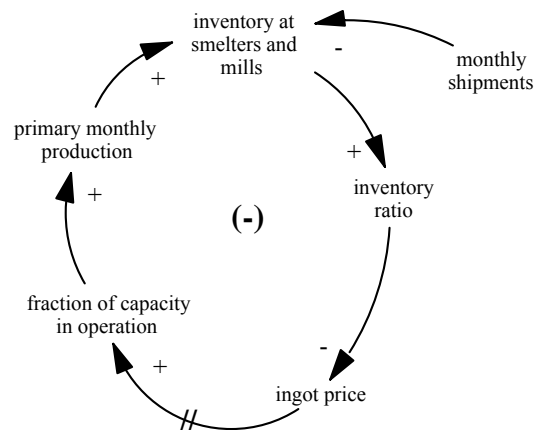 inventory at
smelters and
mills
-
monthly
shipments
+
primary monthly
production
+
inventory
ratio
+
(-)
fraction of capacity
in operation
-
+
ingot price